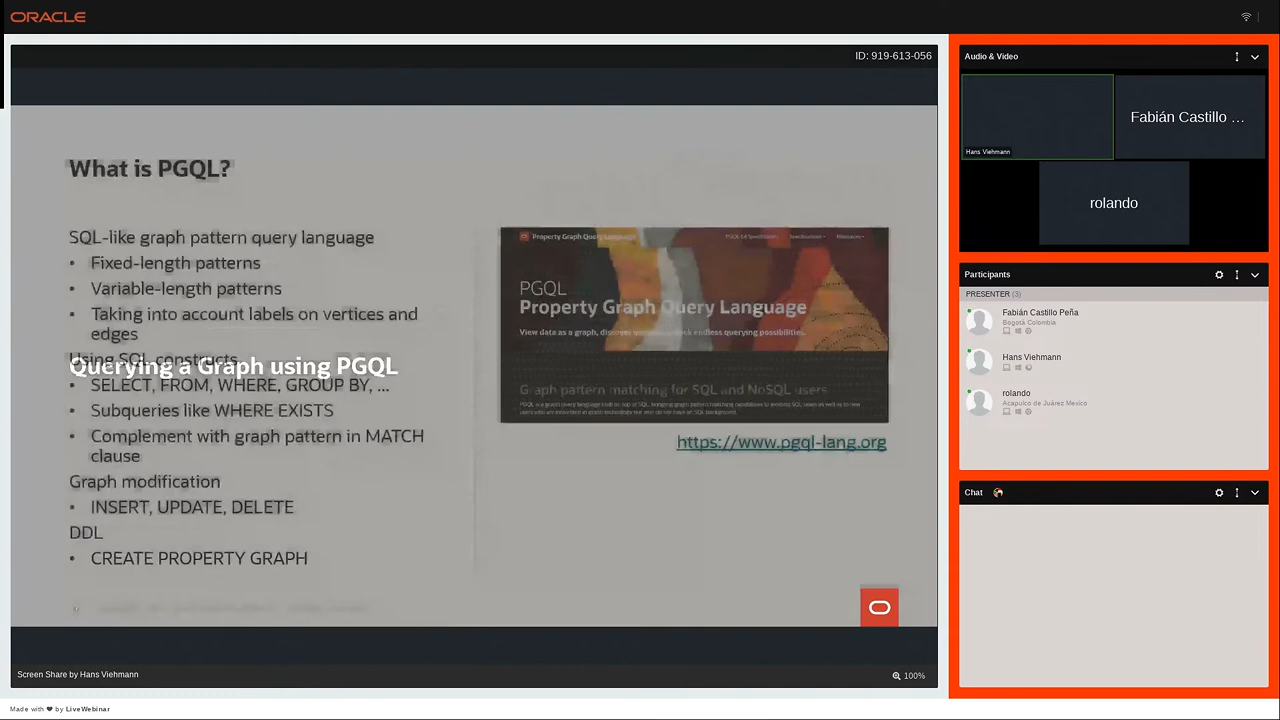 ORACLE
ID: 919-613-056
What is PGQL?
SQL-like graph pattern query language
• Fixed-length patterns
• Variable-length patterns
• Taking into account labels on vertices and
edges
Using SQL constructs
Querying a Graph using PGQL
• SELECT, FROM, WHERE, GROUP BY, ...
• Subqueries like WHERE EXISTS
• Complement with graph pattern in MATCH
clause
Graph modification
• INSERT, UPDATE, DELETE
DDL
• CREATE PROPERTY GRAPH
Property Graph Query Language
PGQL
Property Graph Query Language
View data as a graph, discover
endless querying possibilities.
Graph pattern matching for SQL and NoSQL users
https://www.pgql-lang.org
Screen Share by Hans Viehmann
100%
Audio & Video
Hans Viehmann
Fabián Castillo ...
rolando
Participants
PRESENTER (3)
Fabián Castillo Peña
Bogotá Colombia
Hans Viehmann
rolando
Acapulco de Juárez Mexico
Chat
Made with ❤ by LiveWebinar